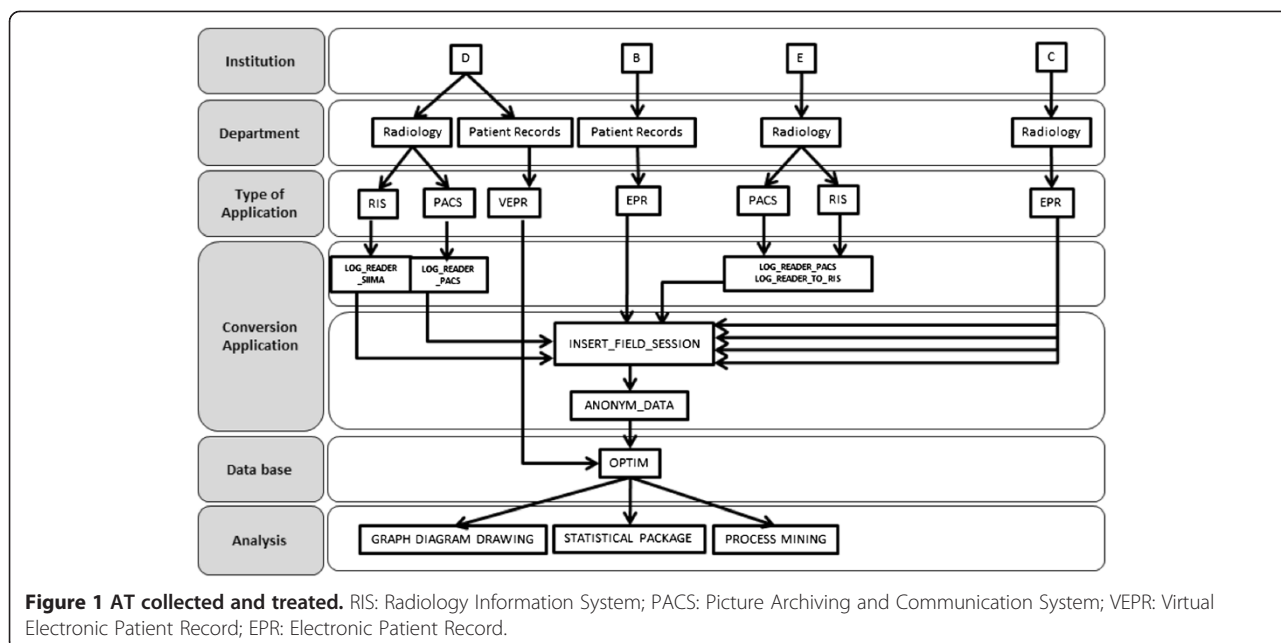 Institution
D
B
E
C
Department
Radiology
Patient Records
Patient Records
Radiology
Radiology
Type of
Application
RIS
PACS
VEPR
EPR
PACS
RIS
EPR
Conversion
Application
LOG_READER
_SIIMA
LOG_READER
_PACS
LOG_READER_PACS
LOG_READER_TO_RIS
INSERT_FIELD_SESSION
ANONYM_DATA
Data base
OPTIM
Analysis
GRAPH DIAGRAM DRAWING
STATISTICAL PACKAGE
PROCESS MINING
Figure 1 AT collected and treated. RIS: Radiology Information System; PACS: Picture Archiving and Communication System; VEPR: Virtual
Electronic Patient Record; EPR: Electronic Patient Record.